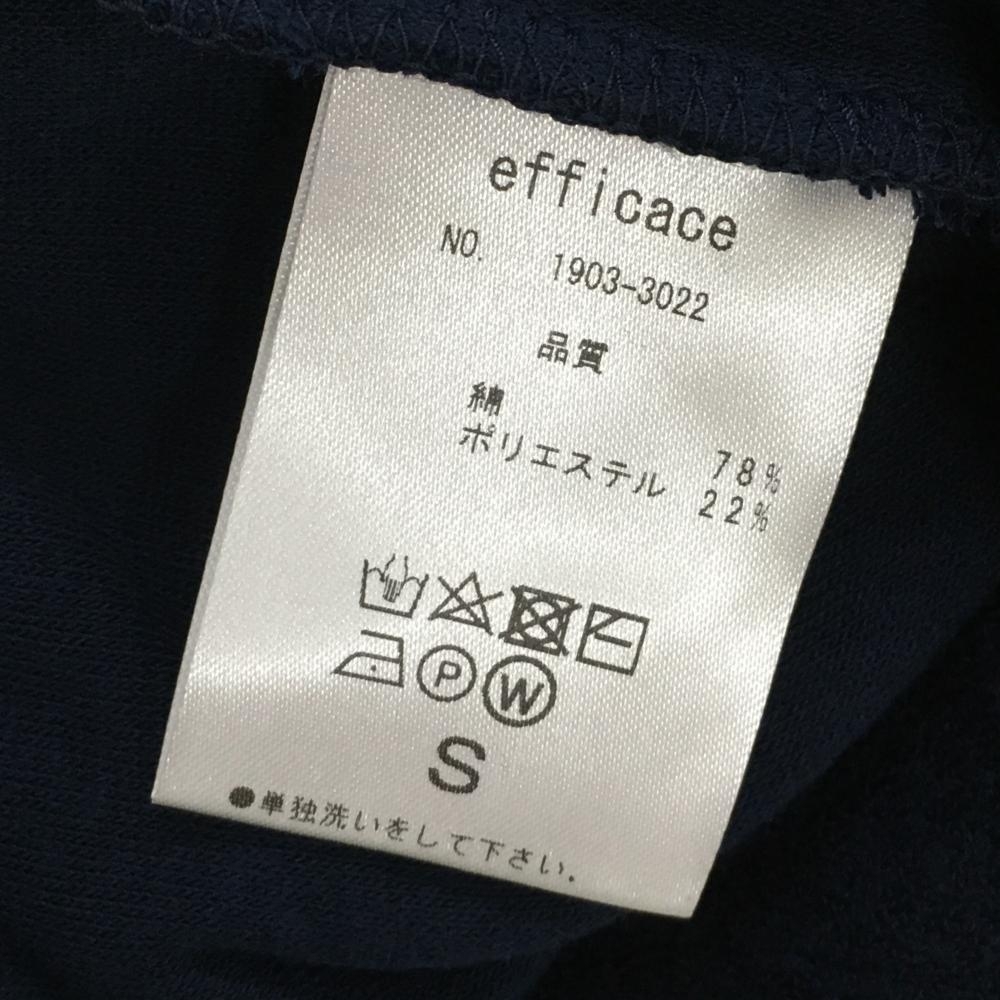 efficace
NO. 1903-3022
品質
綿 78%
ポリエステル 22%
P W
S
●単独洗いをして下さい.